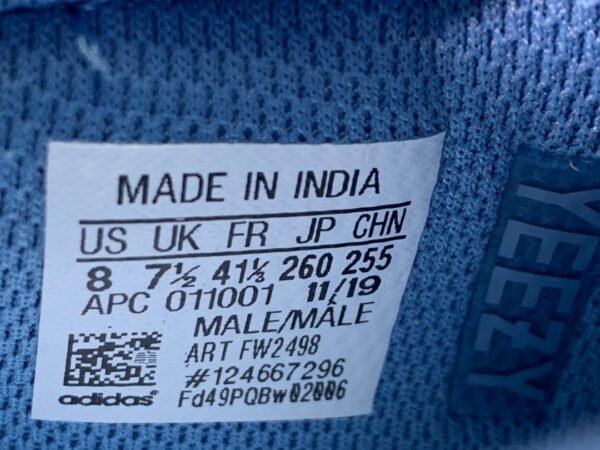 MADE IN INDIA
US UK FR JP CHN
8 7½ 41⅓ 260 255
APC 011001 11/19
MALE/MÂLE
ART FW2498
#124667296
adidas® Fd49PQBw02006
YEEZY